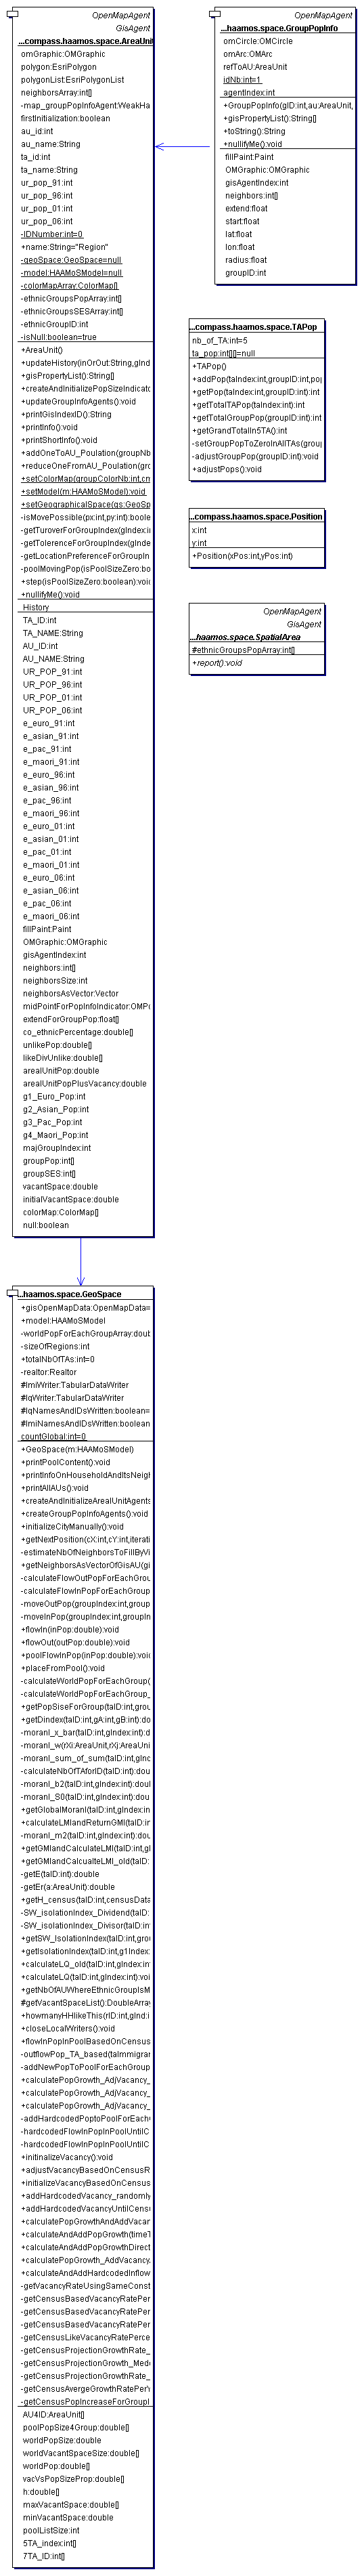 OpenMapAgent
GisAgent
...compass.haamos.space.AreaUnit
omGraphic:OMGraphic
polygon:EsriPolygon
polygonList:EsriPolygonList
neighborsArray:int[]
-map_groupPopInfoAgent:WeakHa
firstInitialization:boolean
au_id:int
au_name:String
ta_id:int
ta_name:String
ur_pop_91:int
ur_pop_96:int
ur_pop_01:int
ur_pop_06:int
-IDNumber:int=0
+name:String="Region"
-geoSpace:GeoSpace=null
-model:HAAMoSModel=null
-colorMapArray:ColorMap[]
-ethnicGroupsPopArray:int[]
-ethnicGroupsSESArray:int[]
-ethnicGroupID:int
-isNull:boolean=true
+AreaUnit()
+updateHistory(inOrOut:String,gInd
+gisPropertyList():String[]
+createAndInitializePopSizeIndicato
+updateGroupInfoAgents():void
+printGisIndexID():String
+printInfo():void
+printShortInfo():void
+addOneToAU_Poulation(groupNb
+reduceOneFromAU_Poulation(gro
+setColorMap(groupColorNb:int,cm
+setModel(m:HAAMoSModel):void
+setGeographicalSpace(gs:GeoSp
-isMovePossible(px:int,py:int):boole
-getTuroverForGroupIndex(gIndex:i
-getTolerenceForGroupIndex(gInde
-getLocationPreferenceForGroupIn
-poolMovingPop(isPoolSizeZero:bo
+step(isPoolSizeZero:boolean):voi
+nullifyMe():void
History
TA_ID:int
TA_NAME:String
AU_ID:int
AU_NAME:String
UR_POP_91:int
UR_POP_96:int
UR_POP_01:int
UR_POP_06:int
e_euro_91:int
e_asian_91:int
e_pac_91:int
e_maori_91:int
e_euro_96:int
e_asian_96:int
e_pac_96:int
e_maori_96:int
e_euro_01:int
e_asian_01:int
e_pac_01:int
e_maori_01:int
e_euro_06:int
e_asian_06:int
e_pac_06:int
e_maori_06:int
fillPaint:Paint
OMGraphic:OMGraphic
gisAgentIndex:int
neighbors:int[]
neighborsSize:int
neighborsAsVector:Vector
midPointForPopInfoIndicator:OMPo
extendForGroupPop:float[]
co_ethnicPercentage:double[]
unlikePop:double[]
likeDivUnlike:double[]
arealUnitPop:double
arealUnitPopPlusVacancy:double
g1_Euro_Pop:int
g2_Asian_Pop:int
g3_Pac_Pop:int
g4_Maori_Pop:int
majGroupIndex:int
groupPop:int[]
groupSES:int[]
vacantSpace:double
initialVacantSpace:double
colorMap:ColorMap[]
null:boolean
OpenMapAgent
...haamos.space.GroupPopInfo
omCircle:OMCircle
omArc:OMArc
refToAU:AreaUnit
idNb:int=1
agentIndex:int
+GroupPopInfo(gID:int,au:AreaUnit,
+gisPropertyList():String[]
+toString():String
+nullifyMe():void
fillPaint:Paint
OMGraphic:OMGraphic
gisAgentIndex:int
neighbors:int[]
extend:float
start:float
lat:float
lon:float
radius:float
groupID:int
...compass.haamos.space.TAPop
nb_of_TA:int=5
ta_pop:int[][]=null
+TAPop()
+addPop(taIndex:int,groupID:int,po
+getPop(taIndex:int,groupID:int):int
+getTotalTAPop(taIndex:int):int
+getTotalGroupPop(groupID:int):int
+getGrandTotalIn5TA():int
-setGroupPopToZeroInAllTAs(group
-adjustGroupPop(groupID:int):void
+adjustPops():void
...compass.haamos.space.Position
x:int
y:int
+Position(xPos:int,yPos:int)
OpenMapAgent
GisAgent
...haamos.space.SpatialArea
#ethnicGroupsPopArray:int[]
+report():void
...haamos.space.GeoSpace
+gisOpenMapData:OpenMapData=
+model:HAAMoSModel
-worldPopForEachGroupArray:doub
-sizeOfRegions:int
+totalNbOfTAs:int=0
-realtor:Realtor
#lmiWriter:TabularDataWriter
#lqWriter:TabularDataWriter
#lqNamesAndIDsWritten:boolean=
#lmiNamesAndIDsWritten:boolean
countGlobal:int=0
+GeoSpace(m:HAAMoSModel)
+printPoolContent():void
+printInfoOnHouseholdAndItsNeigh
+printAllAUs():void
+createAndInitializeArealUnitAgents
+createGroupPopInfoAgents():void
+initializeCityManually():void
+getNextPosition(cX:int,cY:int,iterati
-estimateNbOfNeighborsToFillByVi
+getNeighborsAsVectorOfGisAU(gi
-calculateFlowOutPopForEachGrou
-calculateFlowInPopForEachGroup
-moveOutPop(groupIndex:int,group
-moveInPop(groupIndex:int,groupIn
+flowIn(inPop:double):void
+flowOut(outPop:double):void
+poolFlowInPop(inPop:double):voi
+placeFromPool():void
-calculateWorldPopForEachGroup(
-calculateWorldPopForEachGroup_
+getPopSiseForGroup(taID:int,grou
+getDindex(taID:int,gA:int,gB:int):do
-moranI_x_bar(taID:int,gIndex:int):d
-moranI_w(rXi:AreaUnit,rXj:AreaUni
-moranI_sum_of_sum(taID:int,gInd
-calculateNbOfTAforID(taID:int):dou
-moranI_b2(taID:int,gIndex:int):doul
-moranI_S0(taID:int,gIndex:int):doul
+getGlobalMoranI(taID:int,gIndex:in
+calculateLMIandReturnGMI(taID:in
-moranI_m2(taID:int,gIndex:int):dou
+getGMIandCalculateLMI(taID:int,gI
+getGMIandCalcualteLMI_old(taID:
-getE(taID:int):double
-getEr(a:AreaUnit):double
+getH_census(taID:int,censusData
-SW_isolationIndex_Dividend(taID:
-SW_isolationIndex_Divisor(taID:in
+getSW_IsolationIndex(taID:int,gro
+getIsolationIndex(taID:int,g1Index:
+calculateLQ_old(taID:int,gIndex:int
+calculateLQ(taID:int,gIndex:int):voi
+getNbOfAUWhereEthnicGroupIsM
#getVacantSpaceList():DoubleArray
+howmanyHHlikeThis(rID:int,gInd:i
+closeLocalWriters():void
+flowInPopInPoolBasedOnCensus
-outflowPop_TA_based(taImmigrar
-addNewPopToPoolForEachGroup
+calculatePopGrowth_AdjVacancy_
+calculatePopGrowth_AdjVacancy_
+calculatePopGrowth_AdjVacancy_
-addHardcodedPoptoPoolForEach
-hardcodedFlowInPopInPoolUntilC
-hardcodedFlowInPopInPoolUntilC
+initinalizeVacancy():void
+adjustVacancyBasedOnCensusR
+initializeVacancyBasedOnCensus
+addHardcodedVacancy_randomly
+addHardcodedVacancyUntilCensu
+calculatePopGrowthAndAddVacar
+calculateAndAddPopGrowth(timeT
+calculateAndAddPopGrowthDirect
+calculatePopGrowth_AddVacancy
+calculateAndAddHardcodedInflow
-getVacancyRateUsingSameConst
-getCensusBasedVacancyRatePer
-getCensusBasedVacancyRatePer
-getCensusBasedVacancyRatePer
-getCensusLikeVacancyRatePerce
-getCensusProjectionGrowthRate_
-getCensusProjectionGrowth_Med
-getCensusProjectionGrowthRate_
-getCensusAvergeGrowthRatePerY
-getCensusPopIncreaseForGroupI
AU4ID:AreaUnit[]
poolPopSize4Group:double[]
worldPopSize:double
worldVacantSpaceSize:double[]
worldPop:double[]
vacVsPopSizeProp:double[]
h:double[]
maxVacantSpace:double[]
minVacantSpace:double
poolListSize:int
5TA_index:int[]
7TA_ID:int[]